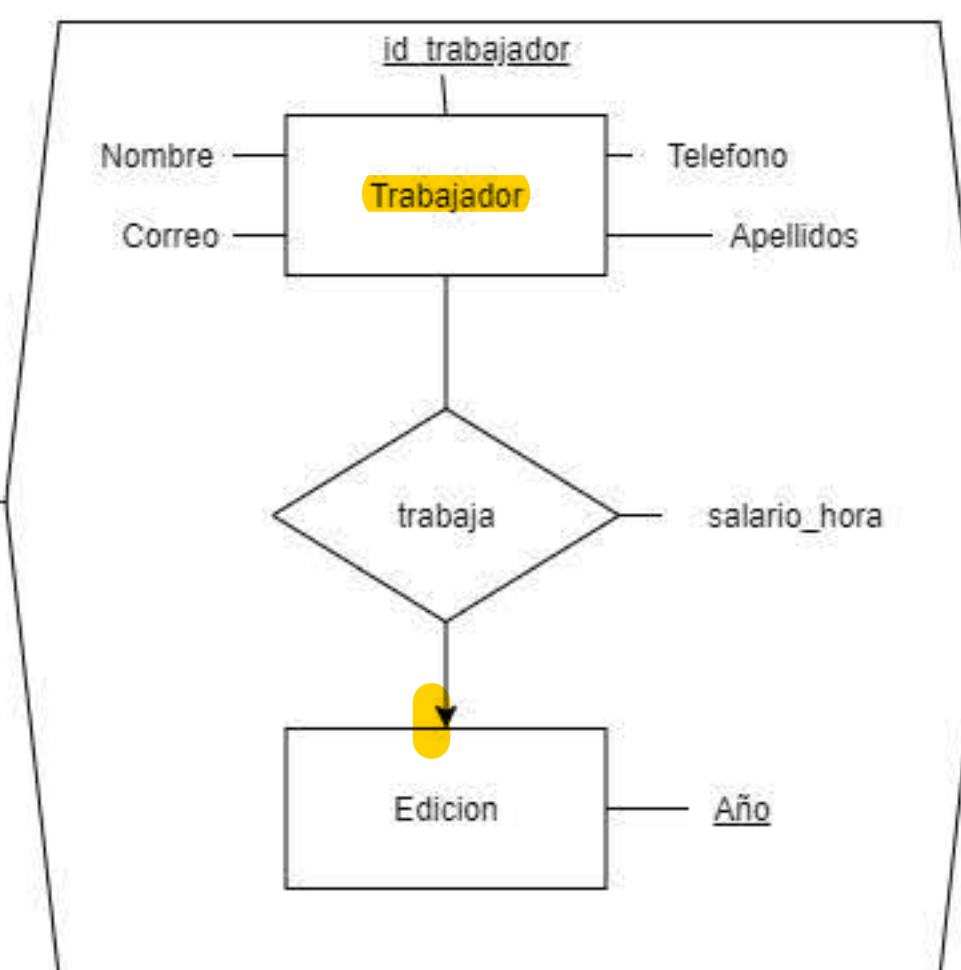 id_trabajador
Nombre
Telefono
Trabajador
Correo
Apellidos
trabaja
salario_hora
Edicion
Año